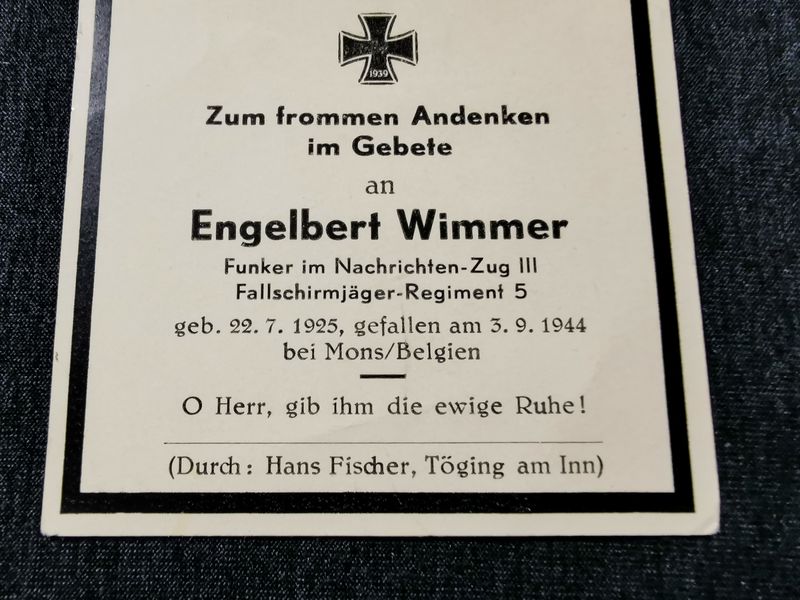 1939
Zum frommen Andenken
im Gebete
an
Engelbert Wimmer
Funker im Nachrichten-Zug III
Fallschirmjäger-Regiment 5
geb. 22. 7. 1925, gefallen am 3. 9. 1944
bei Mons/Belgien
O Herr, gib ihm die ewige Ruhe!
(Durch: Hans Fischer, Töging am Inn)